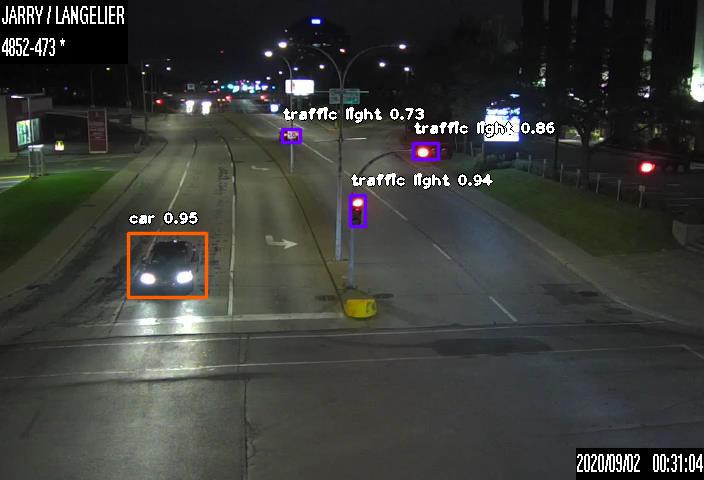 JARRY / LANGELIER
4852-473 *
traffic light 0.73
traffic light 0.86
traffic light 0.94
car 0.95
2020/09/02 00:31:04